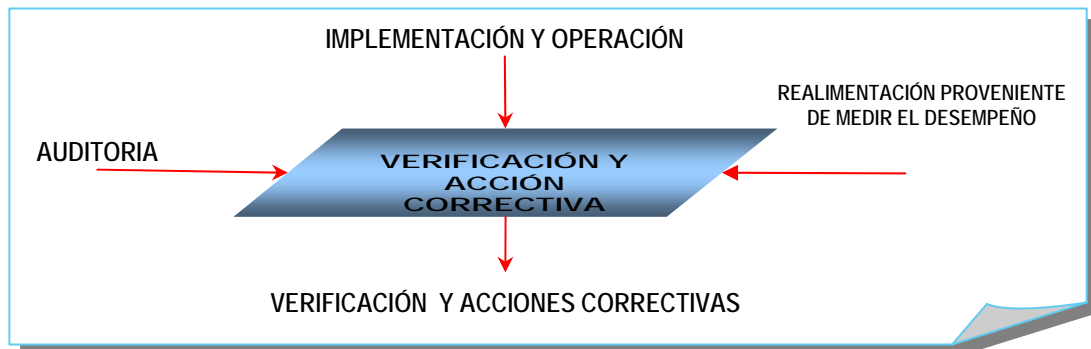 IMPLEMENTACIÓN Y OPERACIÓN
REALIMENTACIÓN PROVENIENTE
DE MEDIR EL DESEMPEÑO
AUDITORIA
VERIFICACIÓN Y
ACCIÓN
CORRECTIVA
VERIFICACIÓN Y ACCIONES CORRECTIVAS